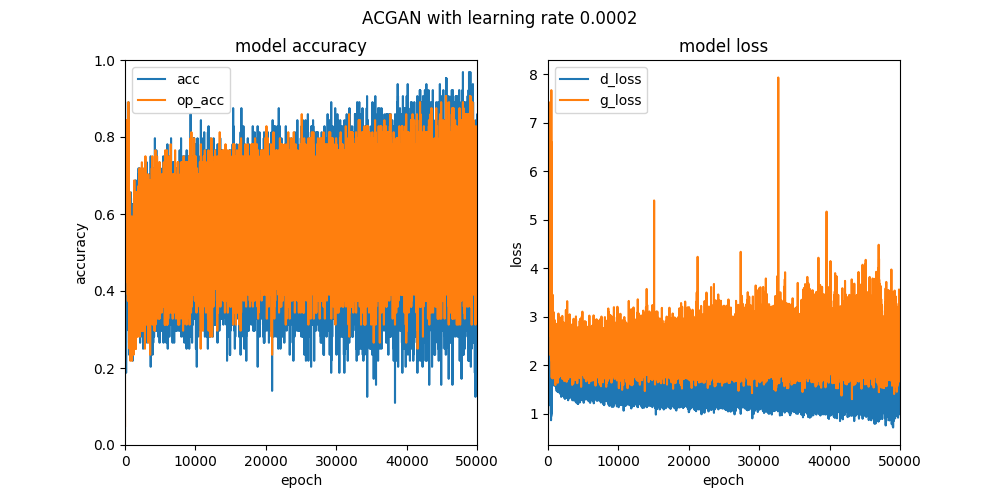 ACGAN with learning rate 0.0002
model accuracy
acc
op_acc
1.0
0.8
0.6
0.4
0.2
0.0
accuracy
0
10000
20000
30000
40000
50000
epoch
model loss
d_loss
g_loss
8
7
6
5
4
3
2
1
loss
0
10000
20000
30000
40000
50000
epoch